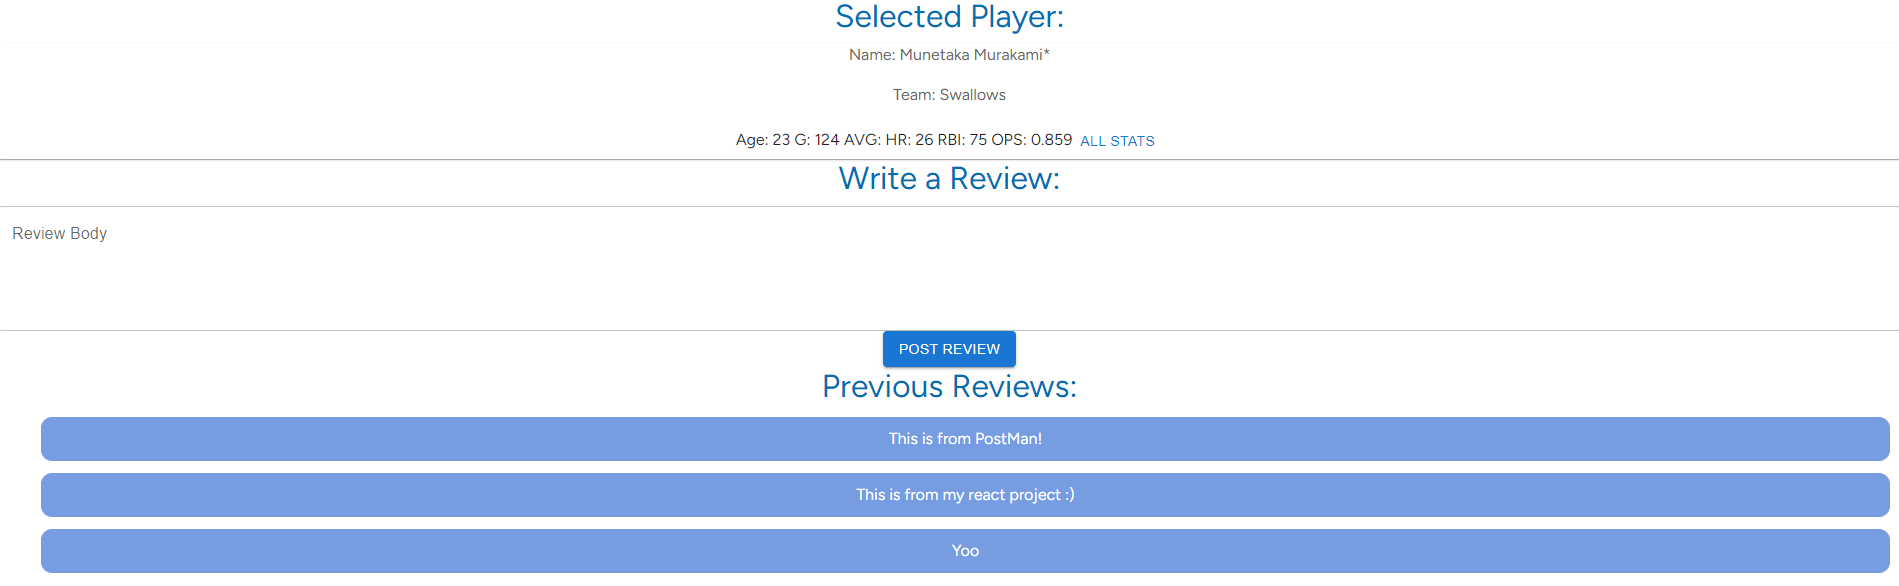 Selected Player:
Name: Munetaka Murakami*
Team: Swallows
Age: 23 G: 124 AVG: HR: 26 RBI: 75 OPS: 0.859 ALL STATS
Write a Review:
Review Body
POST REVIEW
Previous Reviews:
This is from PostMan!
This is from my react project :)
Yoo